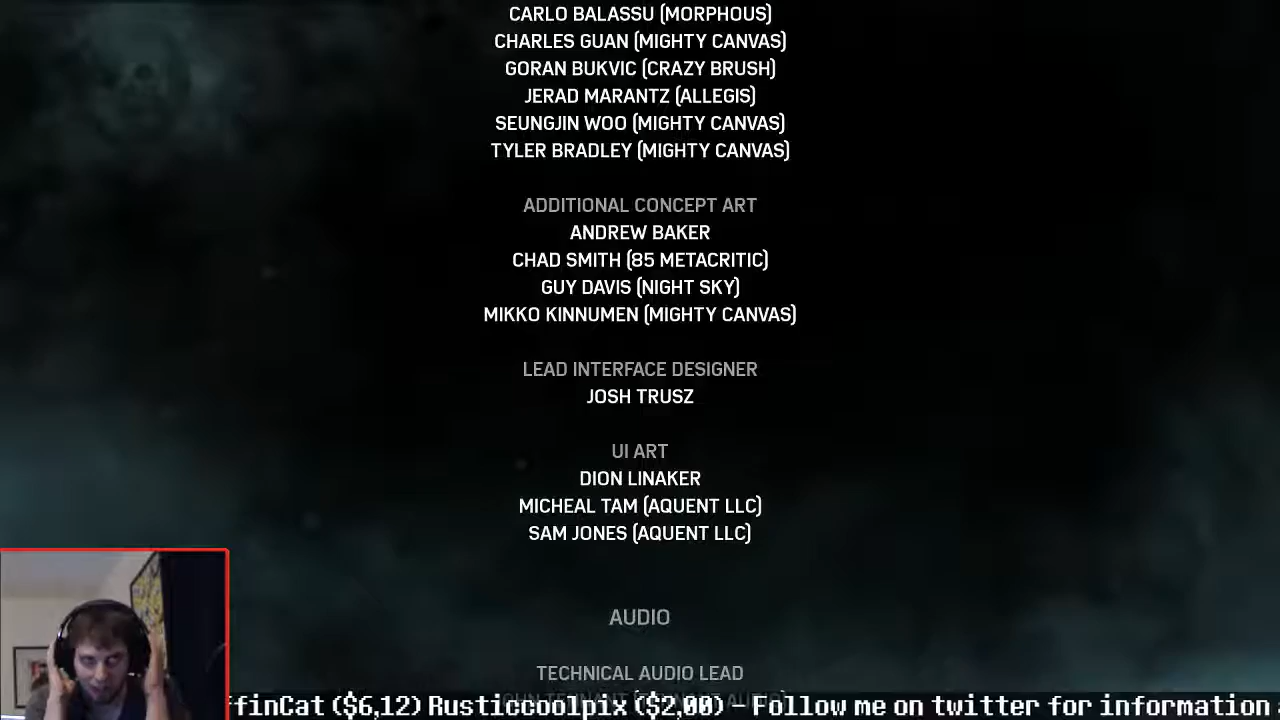 CARLO BALASSU (MORPHOUS)
CHARLES GUAN (MIGHTY CANVAS)
GORAN BUKVIC (CRAZY BRUSH)
JERAD MARANTZ (ALLEGIS)
SEUNGJIN WOO (MIGHTY CANVAS)
TYLER BRADLEY (MIGHTY CANVAS)
ADDITIONAL CONCEPT ART
ANDREW BAKER
CHAD SMITH (85 METACRITIC)
GUY DAVIS (NIGHT SKY)
MIKKO KINNUMEN (MIGHTY CANVAS)
LEAD INTERFACE DESIGNER
JOSH TRUSZ
UI ART
DION LINAKER
MICHEAL TAM (AQUENT LLC)
SAM JONES (AQUENT LLC)
AUDIO
TECHNICAL AUDIO LEAD
ffinCat ($6,12) Rusticcoolpix ($2,00) - Follow me on twitter for information